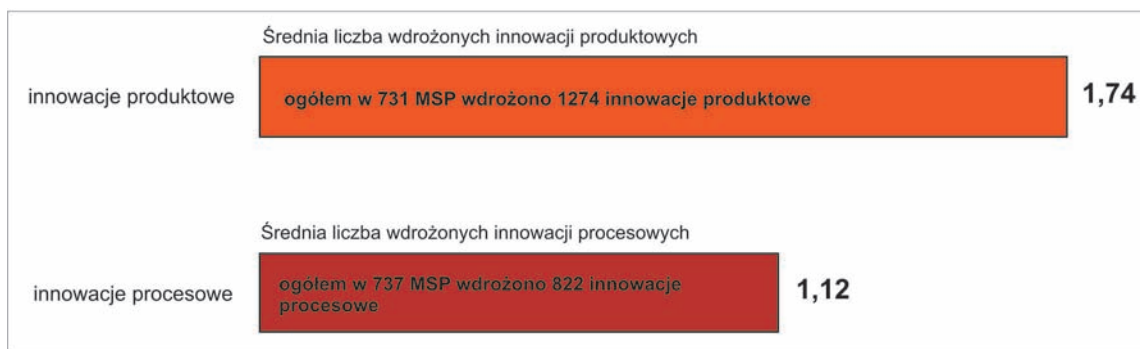 Średnia liczba wdrożonych innowacji produktowych
innowacje produktowe
ogółem w 731 MSP wdrożono 1274 innowacje produktowe
1,74
Średnia liczba wdrożonych innowacji procesowych
innowacje procesowe
ogółem w 737 MSP wdrożono 822 innowacje
procesowe
1,12